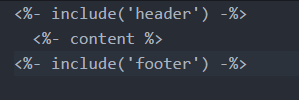 <%- include('header') -%>
  <%- content %>
<%- include('footer') -%>